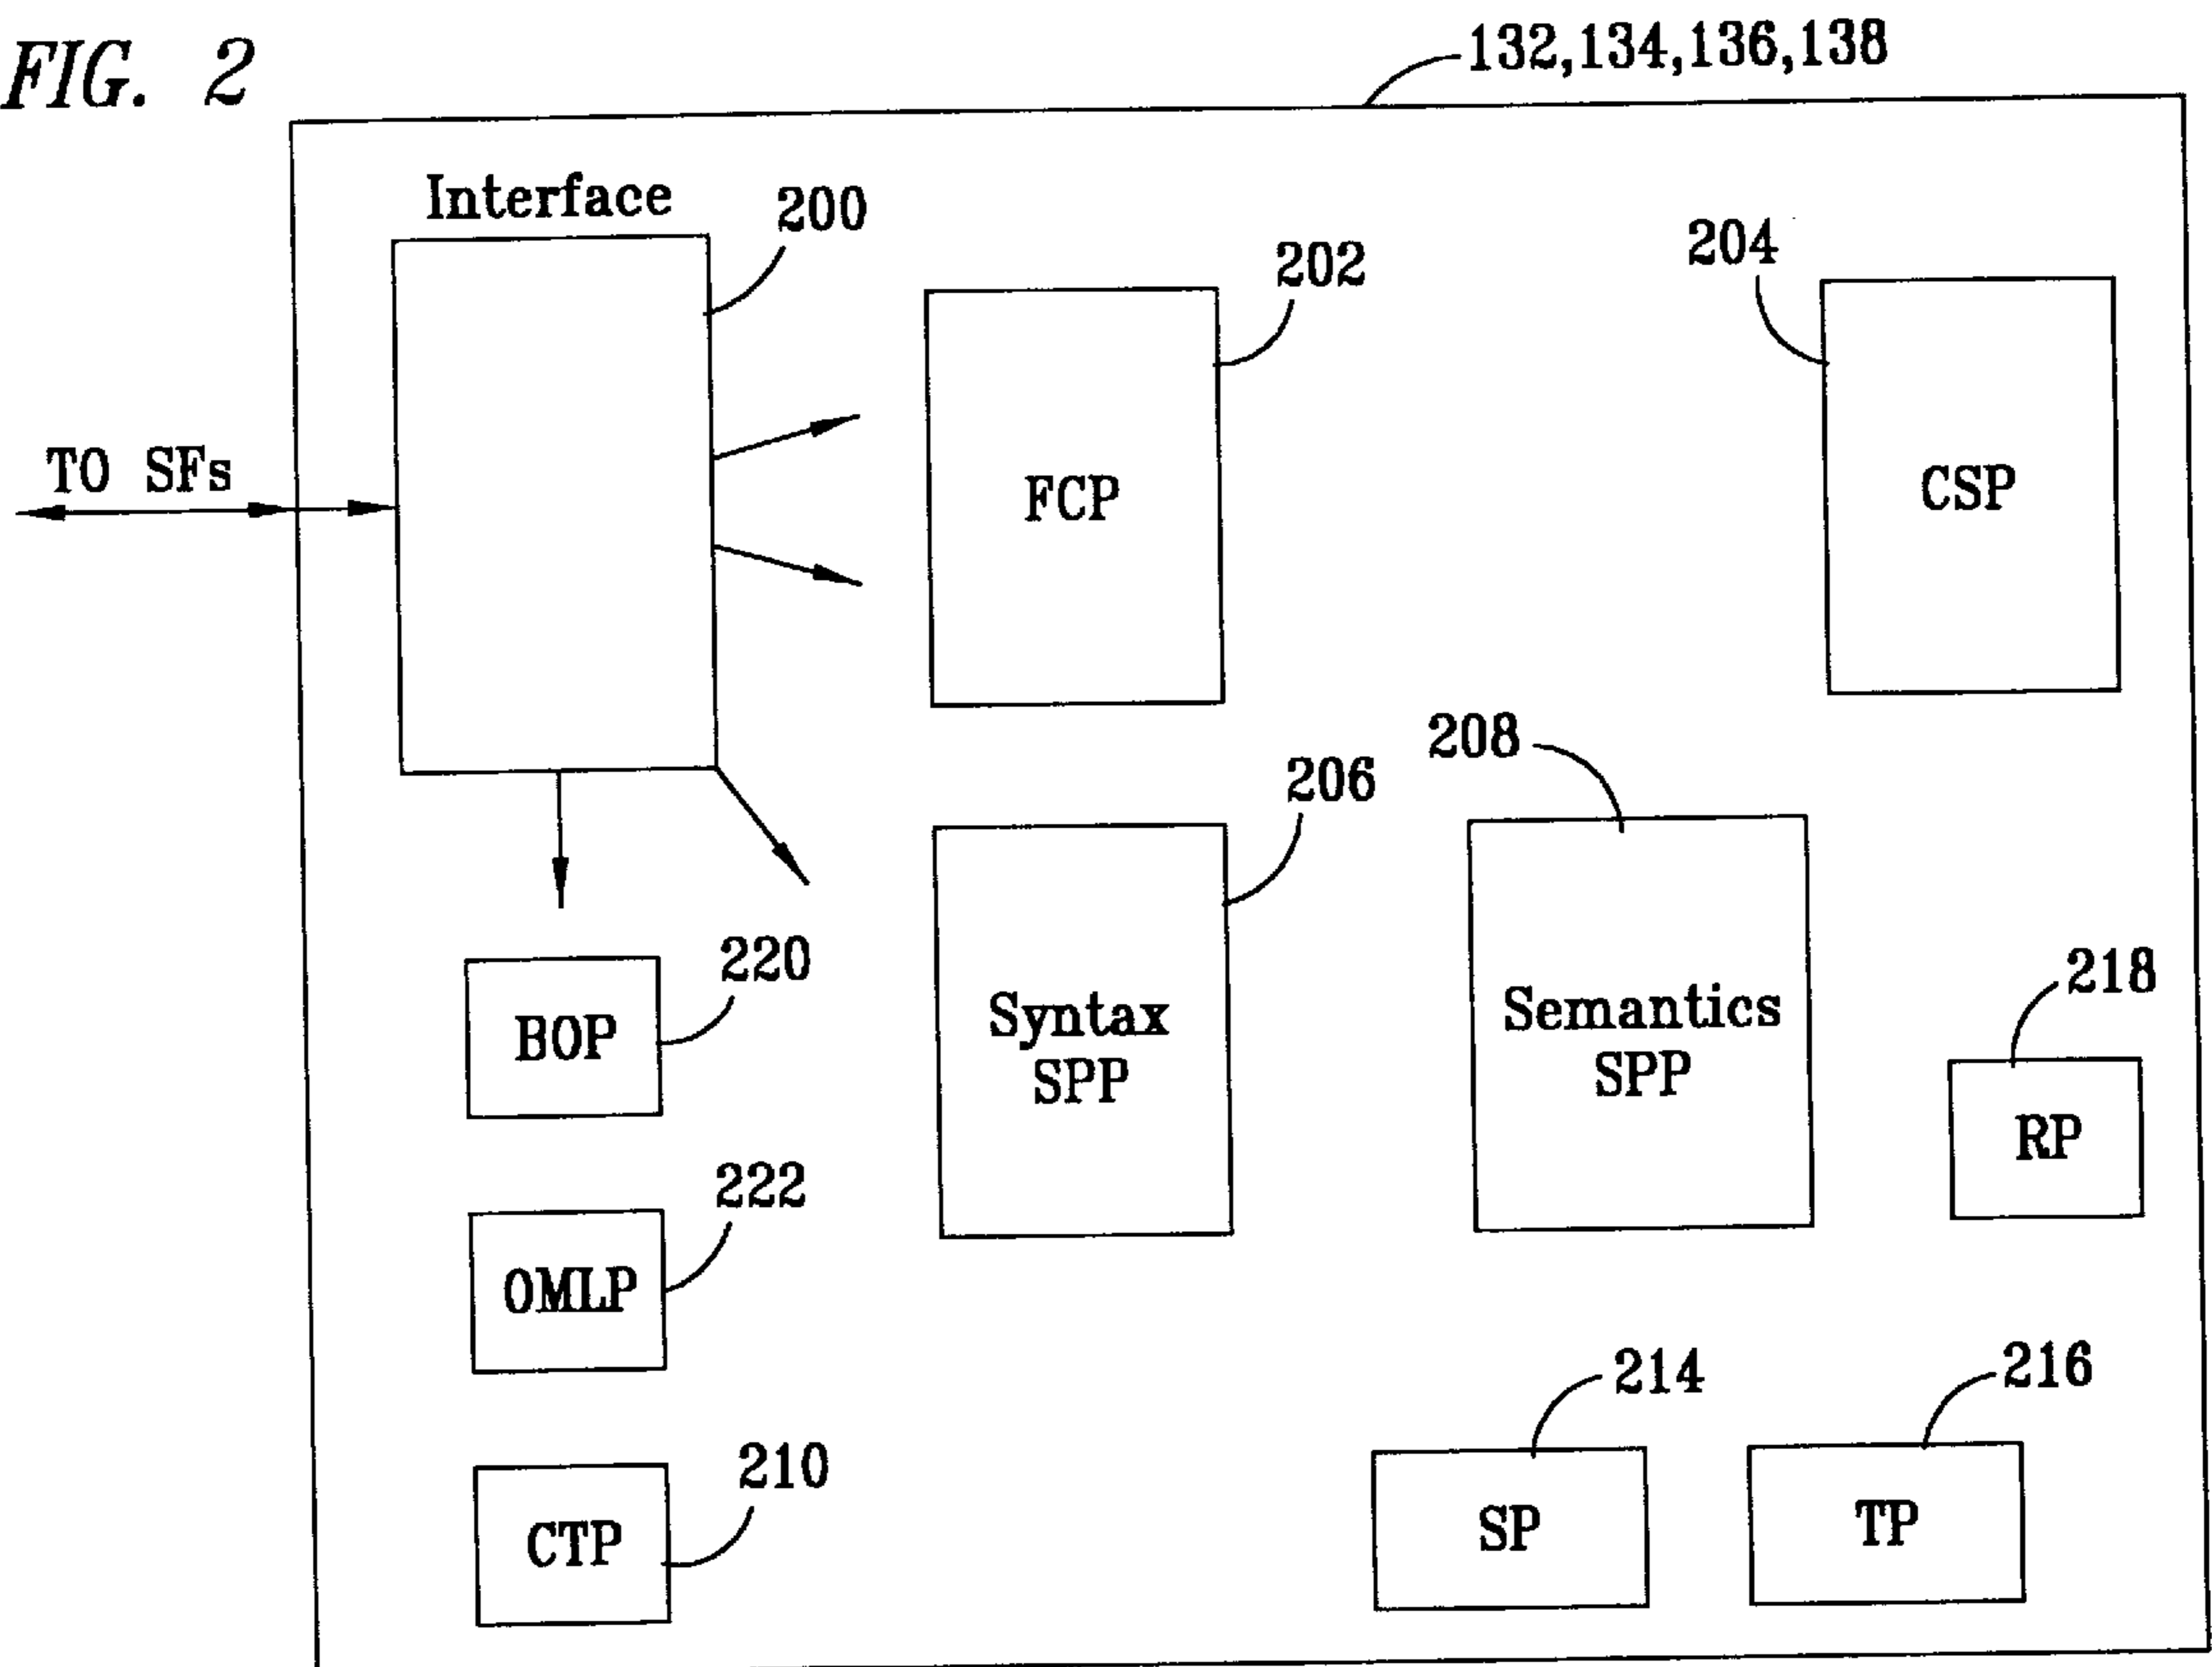 FIG. 2
132,134,136,138
Interface
200
202
204
TO SFs
FCP
CSP
206
208
Syntax
SPP
Semantics
SPP
218
RP
220
BOP
222
OMLP
210
CTP
214
SP
216
TP